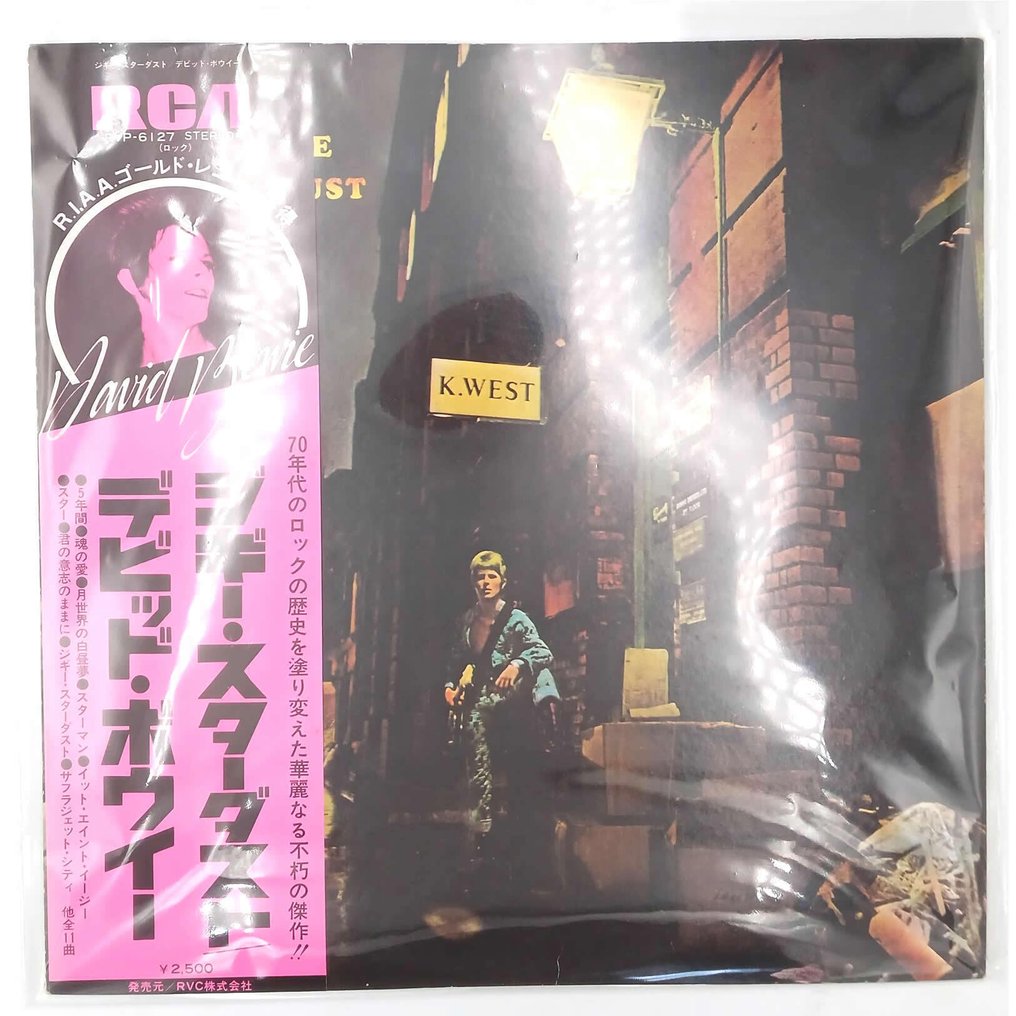 ジギー・スターダスト デビット・ボウイー
RCA
P-6127 STEREO
(ロック)
R.I.A.A.ゴールド・レ
David Bowie
E
UST
K.WEST
70年代のロックの歴史を塗り変えた華麗なる不朽の傑作!!
ジギー・スターダスト
デビッド・ボウイー
●5年間●魂の愛●月世界の白昼夢●スターマン●イット・エイント・イージー
●スター●君の意志のままに●ジギー・スターダスト●サフラジェット・シティ 他全11曲
¥2,500
発売元/RVC株式会社